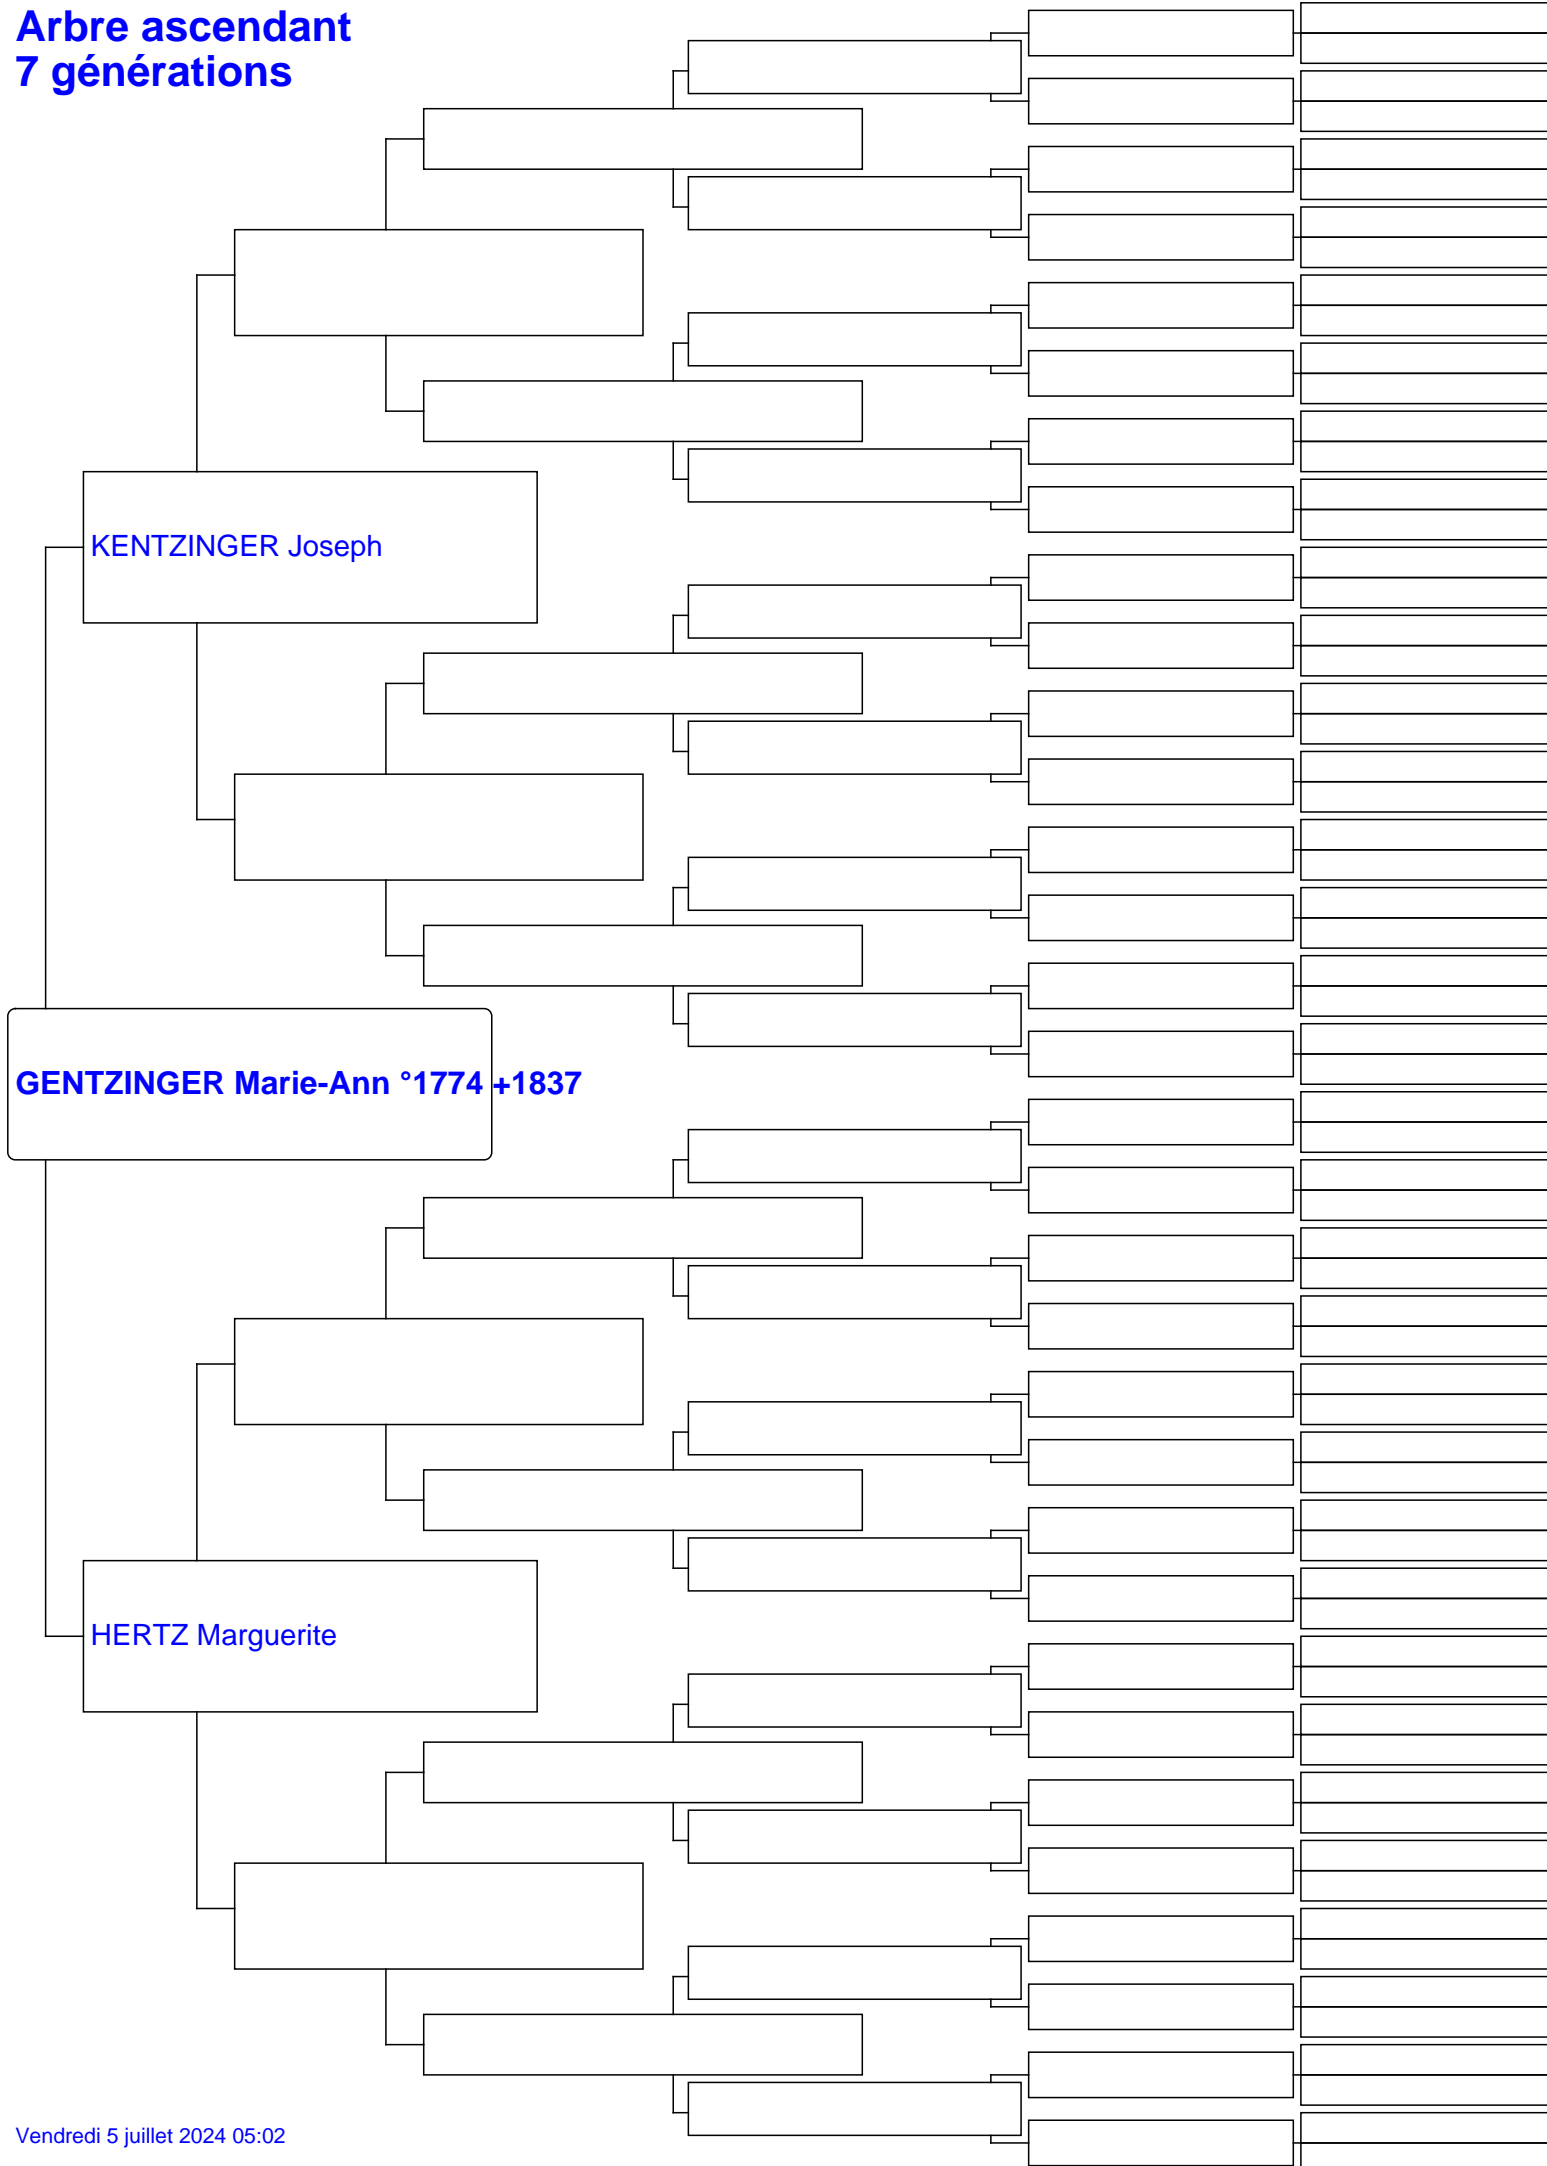 Arbre ascendant
7 générations
KENTZINGER Joseph
GENTZINGER Marie-Ann °1774 +1837
HERTZ Marguerite
Vendredi 5 juillet 2024 05:02